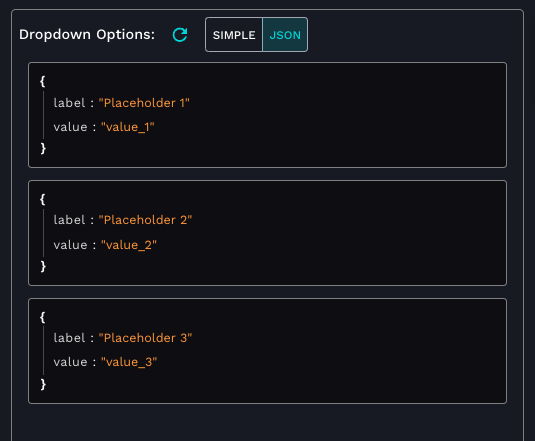 Dropdown Options: SIMPLE JSON
{
label : "Placeholder 1"
value : "value_1"
}
{
label : "Placeholder 2"
value : "value_2"
}
{
label : "Placeholder 3"
value : "value_3"
}